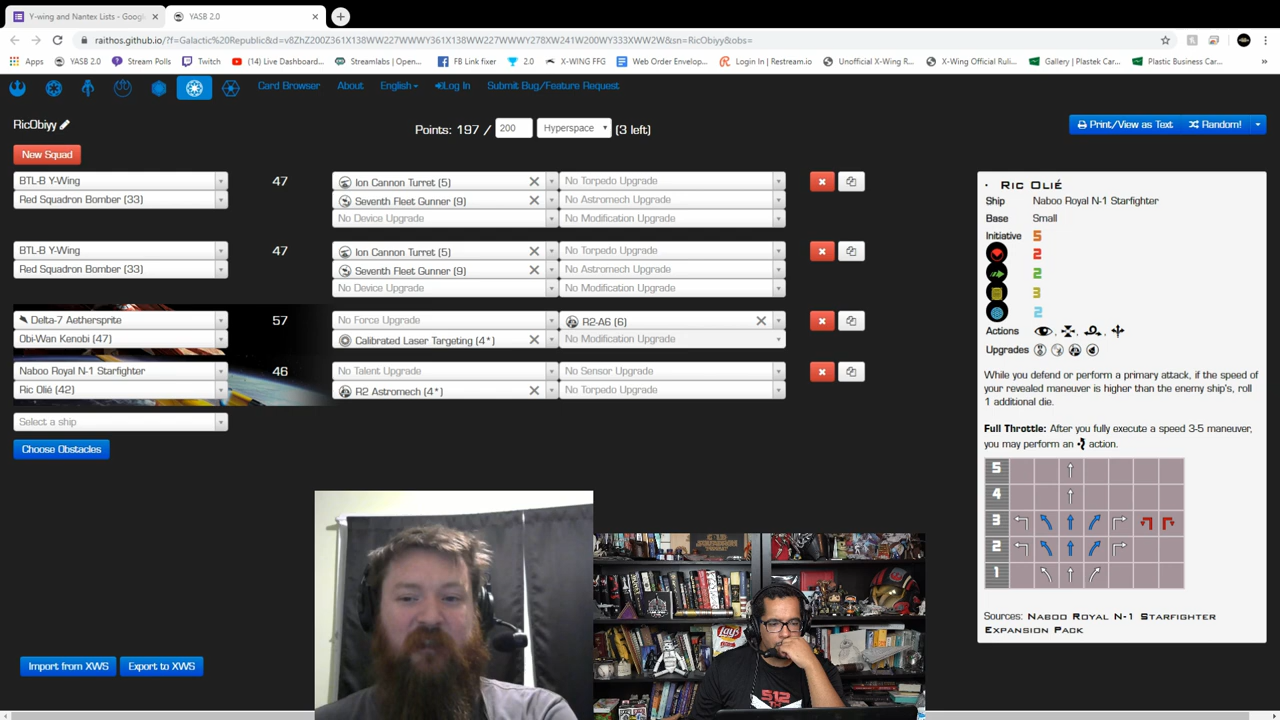 Y-wing and Nantex Lists - Goog
YASB 2.0
raithos.github.io/?f=Galactic%20Republic&d=v8ZhZ200Z361X138WW227WWWY361X138WW227WWWY278XW241W200WY333XWW2W&sn=RicObiyy&obs=
Apps YASB 2.0 Stream Polls Twitch (14) Live Dashboard... Streamlabs | Open... FB Link fixer 2.0 X-WING FFG Web Order Envelop... Log In | Restream.io Unofficial X-Wing R... X-Wing Official Rulin... Gallery | Plastek Car... Plastic Business Car...
Card Browser About English Log In Submit Bug/Feature Request
RicObiyy Points: 197 / 200 Hyperspace (3 left) Print/View as Text Random!
New Squad
BTL-B Y-Wing 47 Ion Cannon Turret (5) No Torpedo Upgrade
Red Squadron Bomber (33) Seventh Fleet Gunner (9) No Astromech Upgrade
No Device Upgrade No Modification Upgrade
BTL-B Y-Wing 47 Ion Cannon Turret (5) No Torpedo Upgrade
Red Squadron Bomber (33) Seventh Fleet Gunner (9) No Astromech Upgrade
No Device Upgrade No Modification Upgrade
Delta-7 Aethersprite 57 No Force Upgrade R2-A6 (6)
Obi-Wan Kenobi (47) Calibrated Laser Targeting (4*) No Modification Upgrade
Naboo Royal N-1 Starfighter 46 No Talent Upgrade No Sensor Upgrade
Ric Olié (42) R2 Astromech (4*) No Torpedo Upgrade
Select a ship
Choose Obstacles
· Ric Olié
Ship Naboo Royal N-1 Starfighter
Base Small
Initiative 5
2
2
3
2
Actions
Upgrades
While you defend or perform a primary attack, if the speed
of your revealed maneuver is higher than the enemy ship's, roll
1 additional die.
Full Throttle: After you fully execute a speed 3-5 maneuver,
you may perform an action.
5
4
3
2
1
Sources: Naboo Royal N-1 Starfighter
Expansion Pack
Import from XWS Export to XWS
Lay's
512